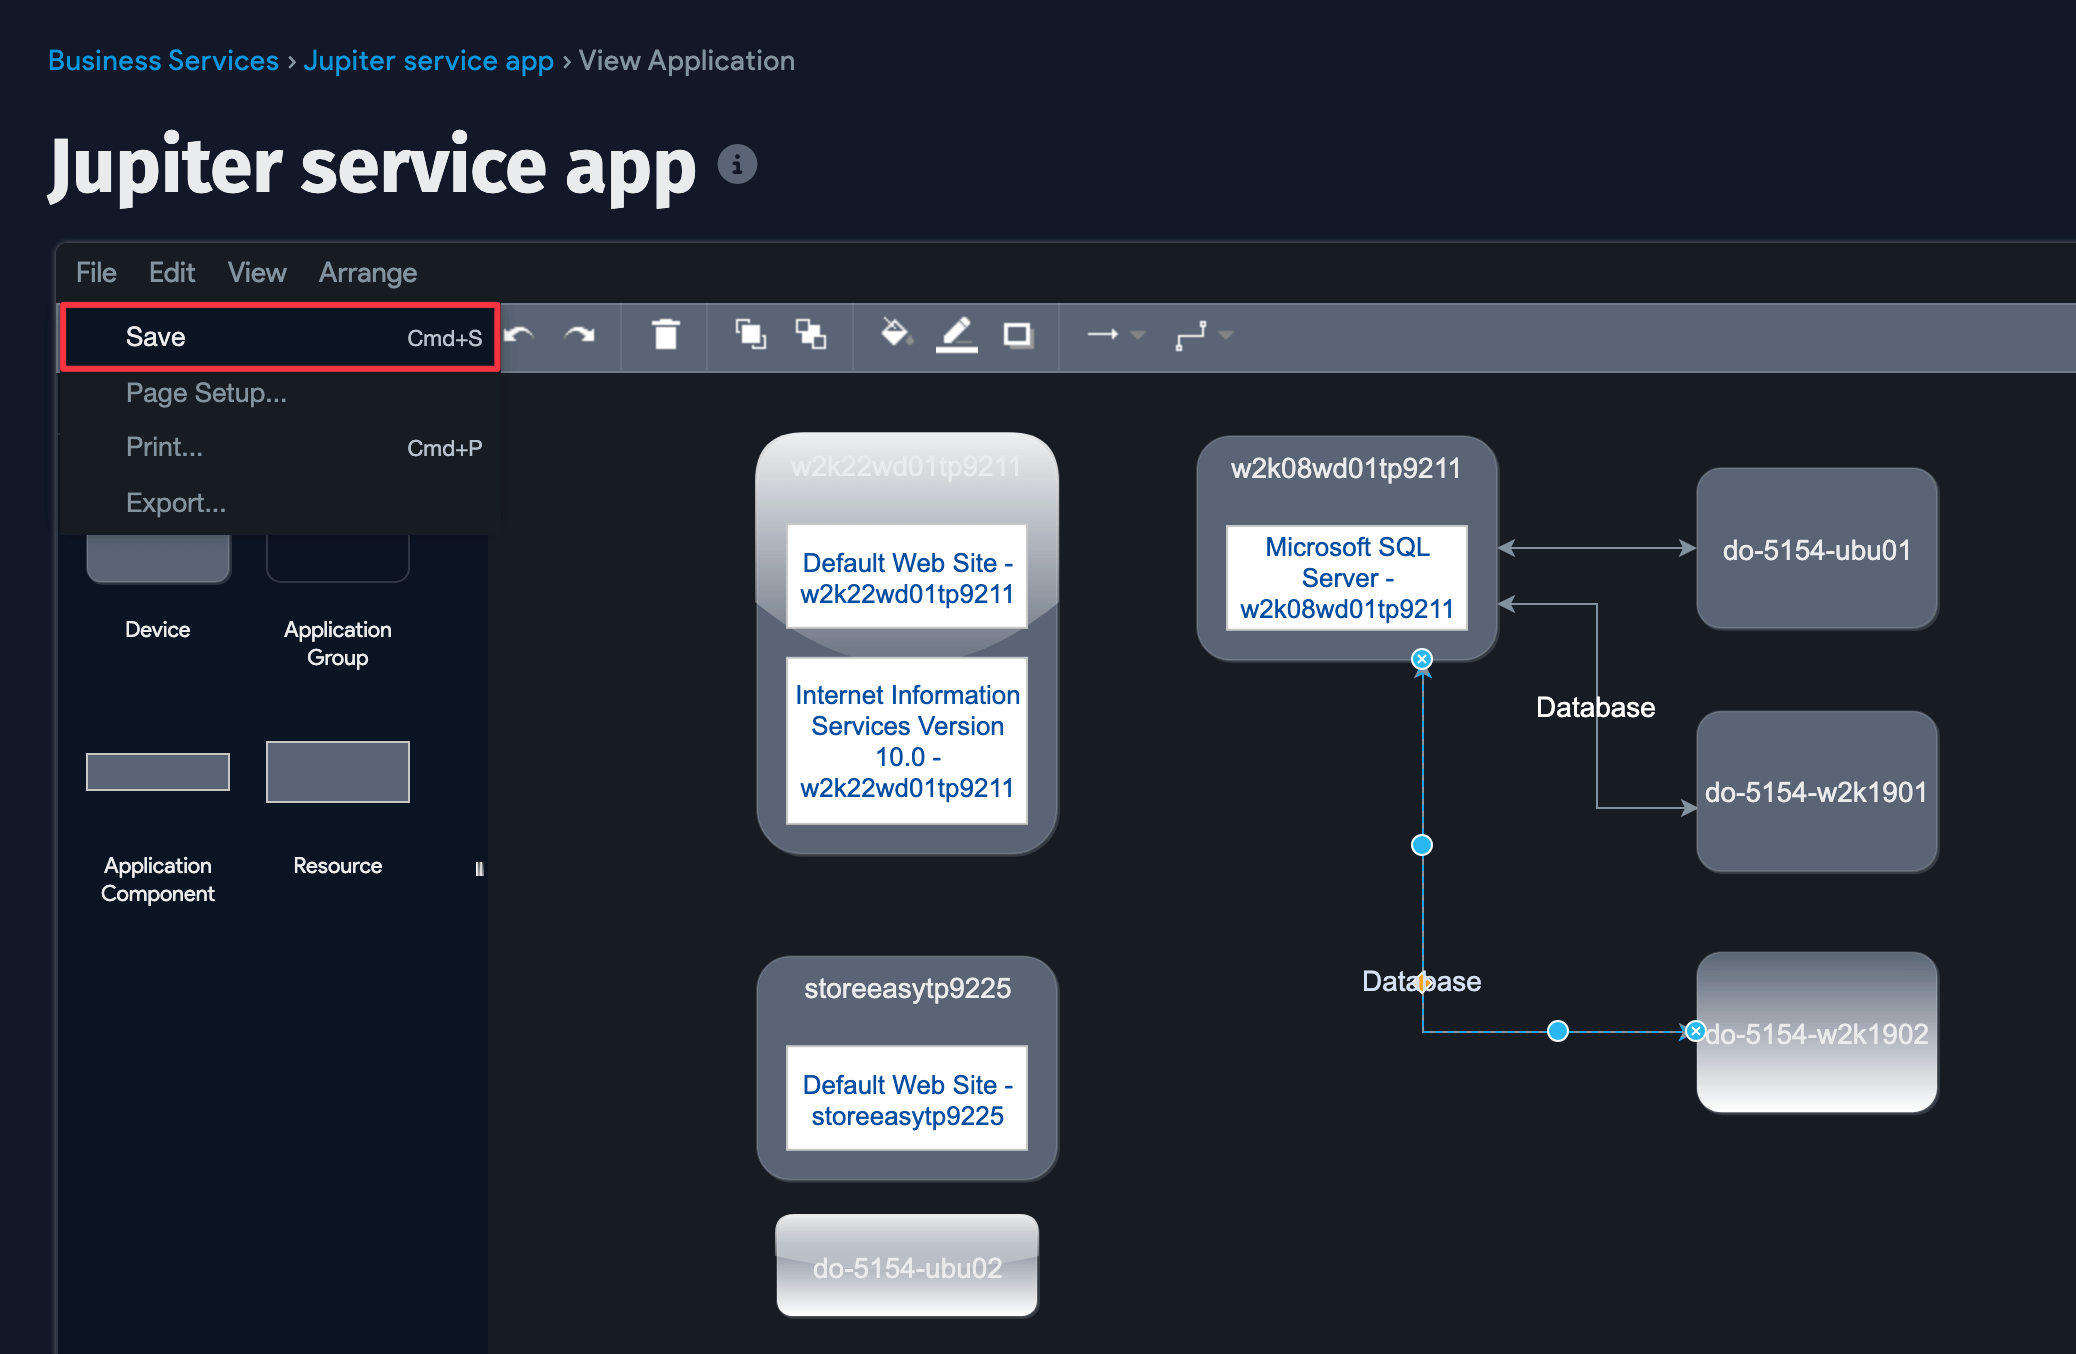 Business Services › Jupiter service app › View Application
Jupiter service app
File Edit View Arrange
Save Cmd+S
Page Setup...
Print... Cmd+P
Export...
Device
Application
Group
Application
Component
Resource
w2k22wd01tp9211
Default Web Site -
w2k22wd01tp9211
Internet Information
Services Version
10.0 -
w2k22wd01tp9211
w2k08wd01tp9211
Microsoft SQL
Server -
w2k08wd01tp9211
do-5154-ubu01
Database
do-5154-w2k1901
Database
do-5154-w2k1902
storeeasytp9225
Default Web Site -
storeeasytp9225
do-5154-ubu02